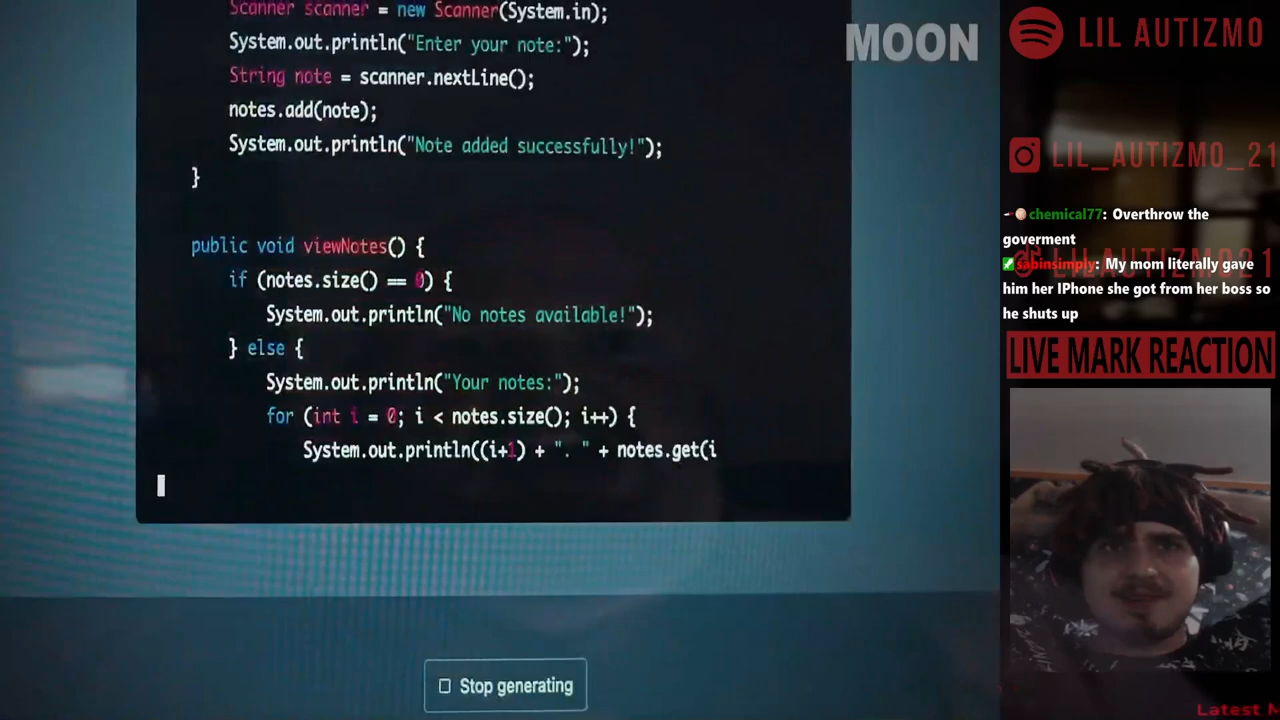 Scanner scanner = new Scanner(System.in);
System.out.println("Enter your note:");
String note = scanner.nextLine();
notes.add(note);
System.out.println("Note added successfully!");
}
public void viewNotes() {
if (notes.size() == 0) {
System.out.println("No notes available!");
} else {
System.out.println("Your notes:");
for (int i = 0; i < notes.size(); i++) {
System.out.println((i+1) + ". " + notes.get(i
Stop generating
MOON
LIL AUTIZMO
LIL_AUTIZMO_21
chemical77: Overthrow the
goverment
LILAUTIZMO21
sabinsimply: My mom literally gave
him her IPhone she got from her boss so
he shuts up
LIVE MARK REACTION
Latest